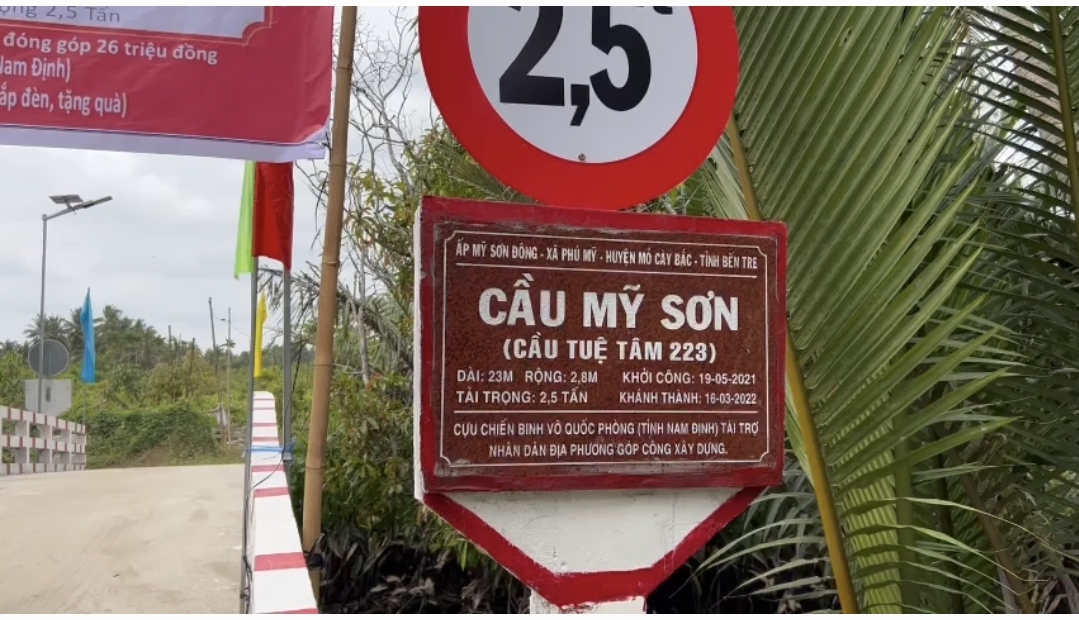 2,5 Tấn
đóng góp 26 triệu đồng
Nam Định)
đèn, tặng quà)
2,5
ẤP MỸ SƠN ĐÔNG - XÃ PHÚ MỸ - HUYỆN MỎ CÀY BẮC - TỈNH BẾN TRE
CẦU MỸ SƠN
(CẦU TUỆ TÂM 223)
DÀI: 23M RỘNG: 2,8M KHỞI CÔNG: 19-05-2021
TẢI TRỌNG: 2,5 TẤN KHÁNH THÀNH: 16-03-2022
CỰU CHIẾN BINH VÕ QUỐC PHÒNG (TỈNH NAM ĐỊNH) TÀI TRỢ
NHÂN DÂN ĐỊA PHƯƠNG GÓP CÔNG XÂY DỰNG.